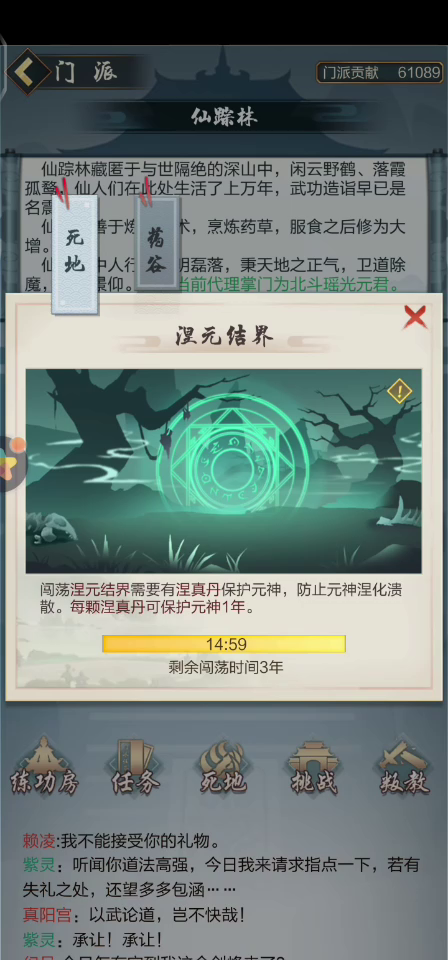 门 派
门派贡献 61089
仙踪林
仙踪林藏匿于与世隔绝的深山中，闲云野鹤、落霞
孤鹜，仙人们在此处生活了上万年，武功造诣早已是
名震
仙 善于炼 术，烹炼药草，服食之后修为大
增。
仙 中人行 明磊落，秉天地之正气，卫道除
魔， 景仰。 当前代理掌门为北斗瑶光元君。
死地
药谷
涅元结界
闯荡涅元结界需要有涅真丹保护元神，防止元神涅化溃
散。每颗涅真丹可保护元神1年。
14:59
剩余闯荡时间3年
练功房 任务 死地 挑战 叛教
赖凌:我不能接受你的礼物。
紫灵：听闻你道法高强，今日我来请求指点一下，若有
失礼之处，还望多多包涵……
真阳宫：以武论道，岂不快哉！
紫灵：承让！承让！